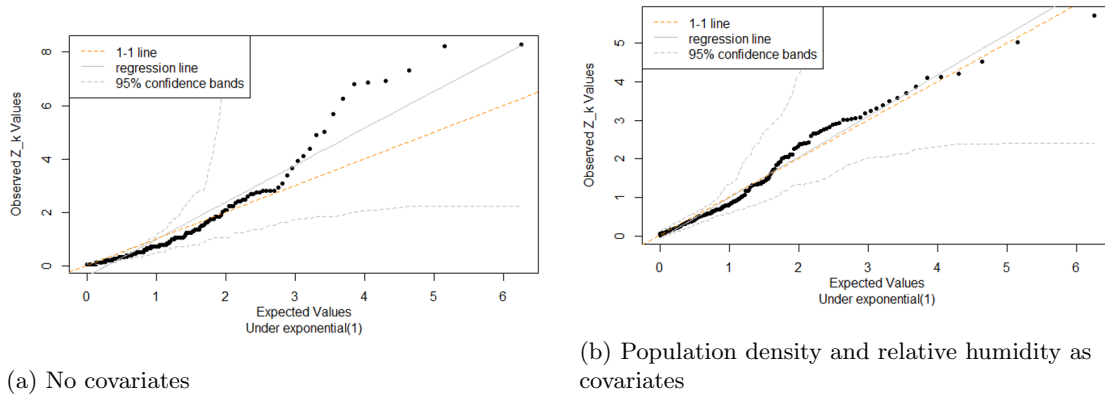 1-1 line
regression line
95% confidence bands
Observed Z_k Values
0
2
4
6
8
0 1 2 3 4 5 6
Expected Values
Under exponential(1)
(a) No covariates
1-1 line
regression line
95% confidence bands
Observed Z_k Values
0
1
2
3
4
5
0 1 2 3 4 5 6
Expected Values
Under exponential(1)
(b) Population density and relative humidity as
covariates